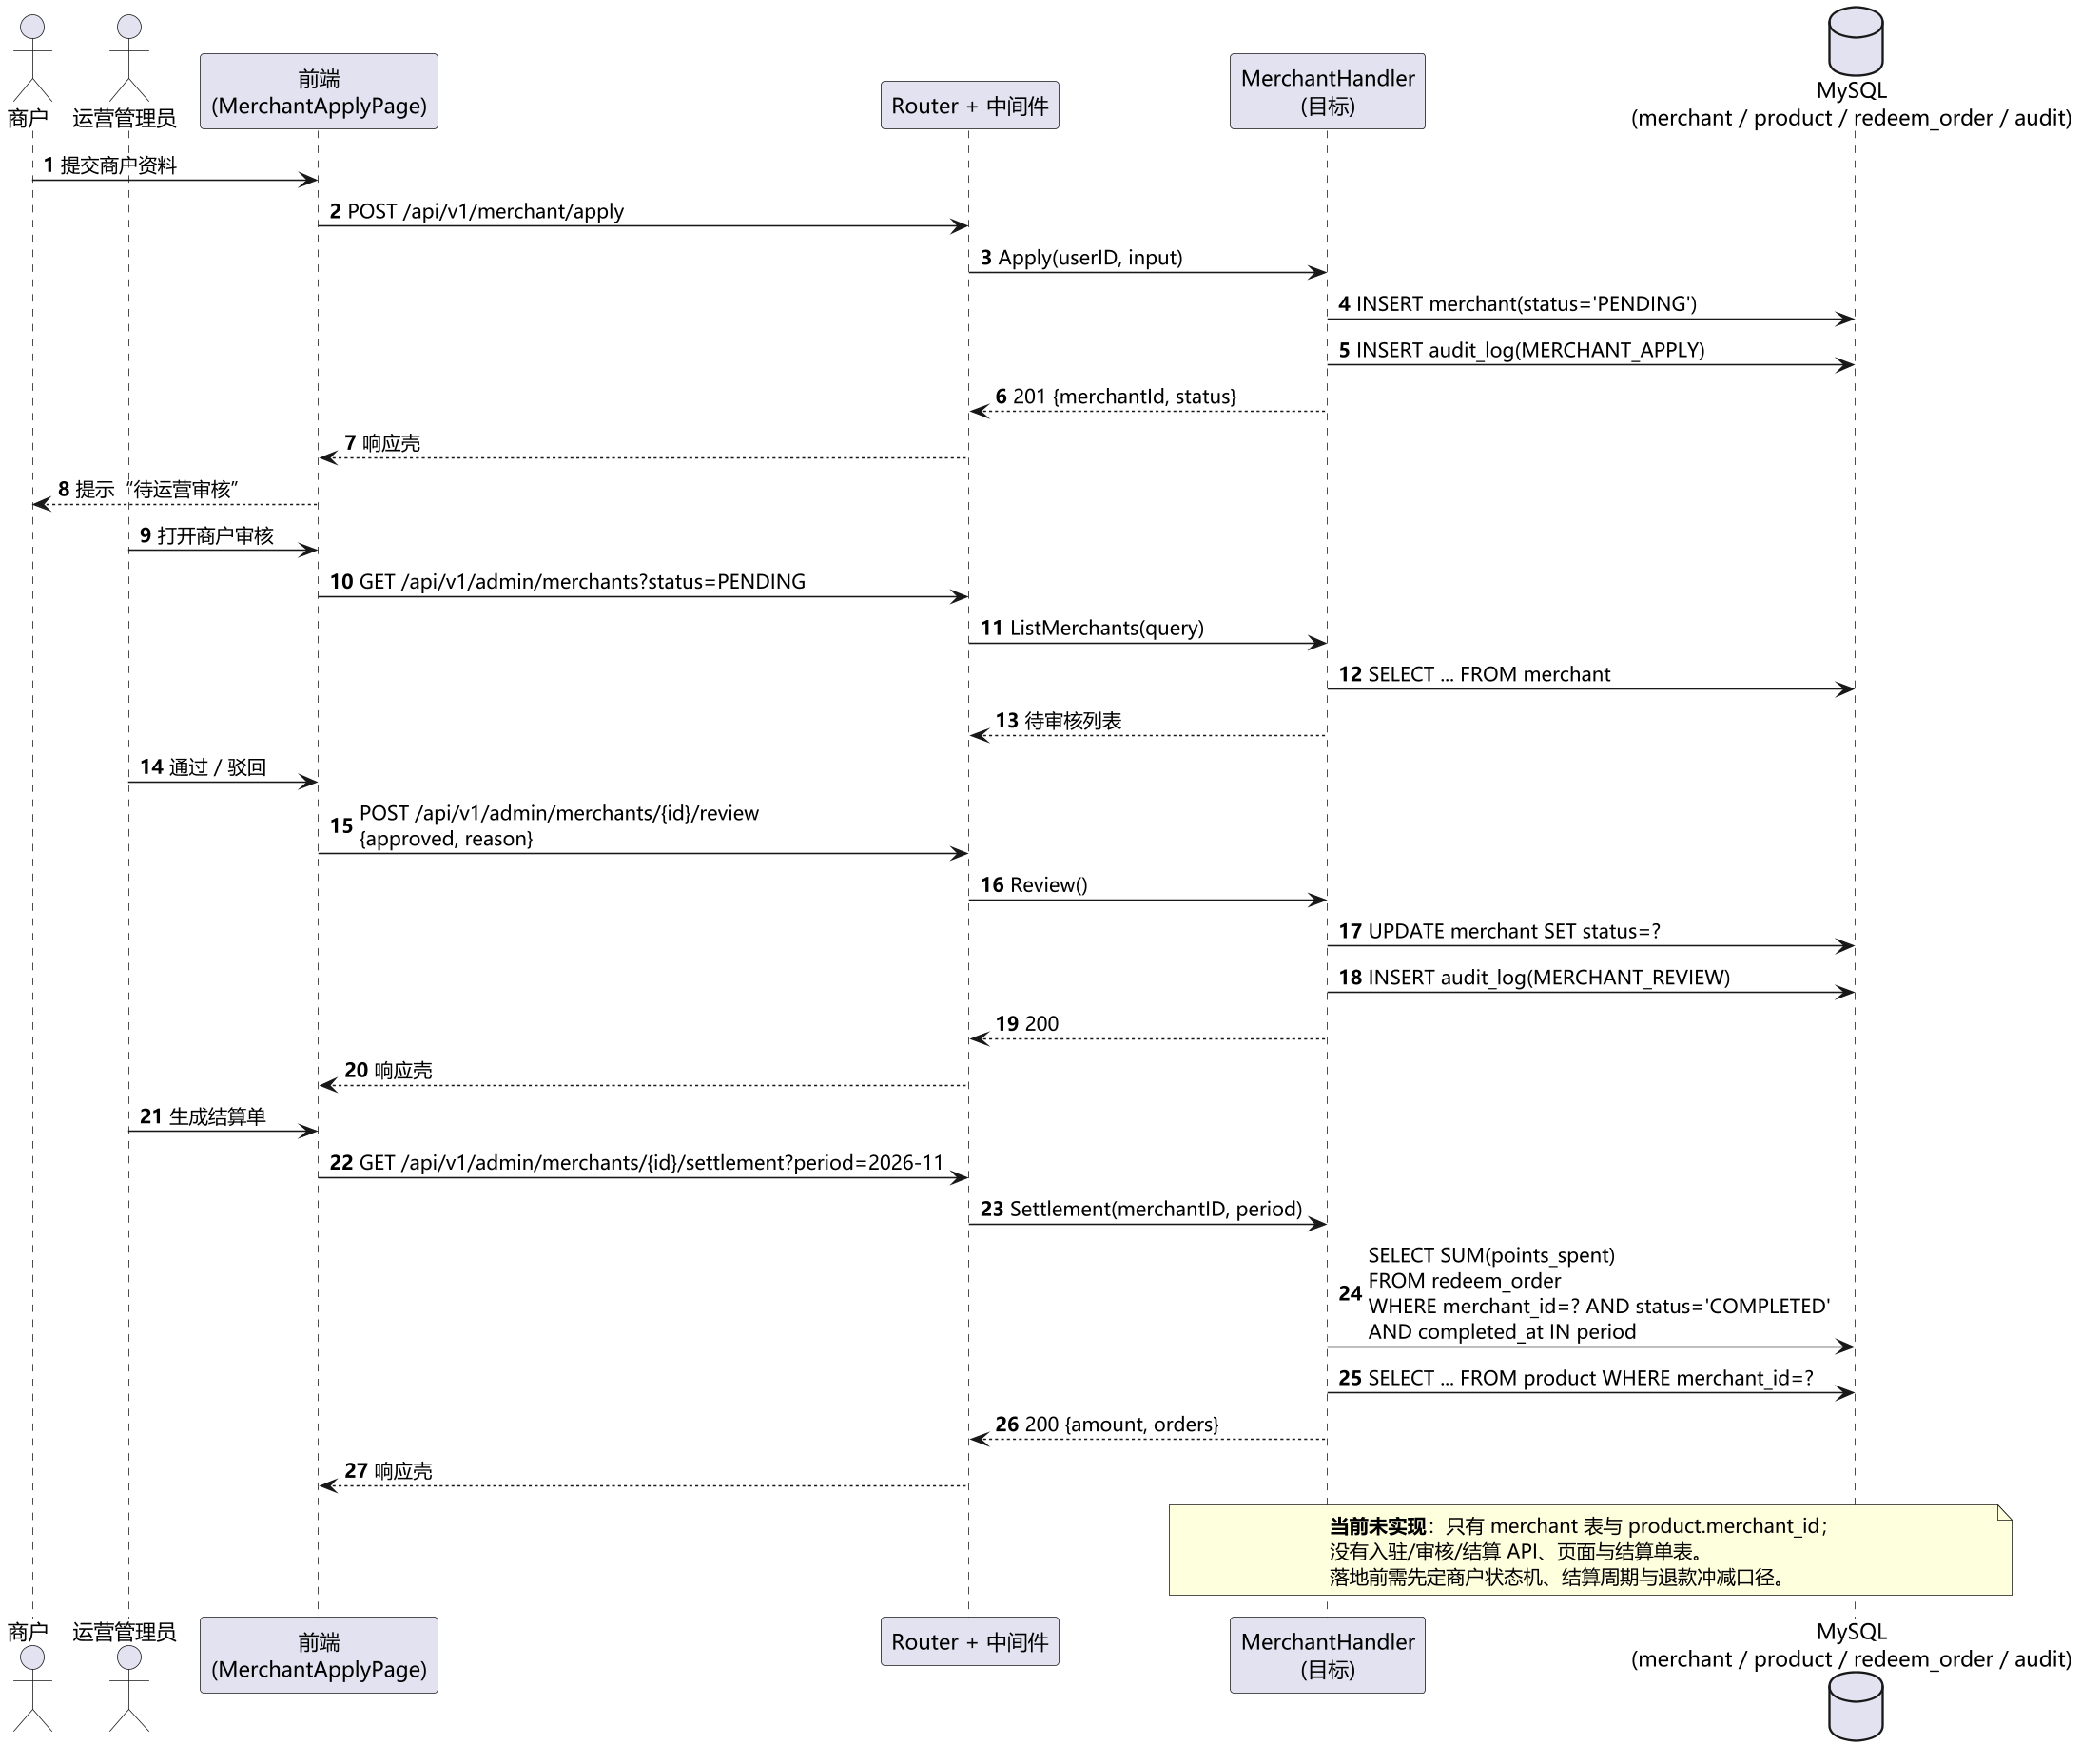 商户
运营管理员
前端
(MerchantApplyPage)
Router + 中间件
MerchantHandler
(目标)
MySQL
(merchant / product / redeem_order / audit)
1 提交商户资料
2 POST /api/v1/merchant/apply
3 Apply(userID, input)
4 INSERT merchant(status='PENDING')
5 INSERT audit_log(MERCHANT_APPLY)
6 201 {merchantId, status}
7 响应壳
8 提示“待运营审核”
9 打开商户审核
10 GET /api/v1/admin/merchants?status=PENDING
11 ListMerchants(query)
12 SELECT ... FROM merchant
13 待审核列表
14 通过 / 驳回
15 POST /api/v1/admin/merchants/{id}/review
{approved, reason}
16 Review()
17 UPDATE merchant SET status=?
18 INSERT audit_log(MERCHANT_REVIEW)
19 200
20 响应壳
21 生成结算单
22 GET /api/v1/admin/merchants/{id}/settlement?period=2026-11
23 Settlement(merchantID, period)
24 SELECT SUM(points_spent)
FROM redeem_order
WHERE merchant_id=? AND status='COMPLETED'
AND completed_at IN period
25 SELECT ... FROM product WHERE merchant_id=?
26 200 {amount, orders}
27 响应壳
当前未实现：只有 merchant 表与 product.merchant_id；
没有入驻/审核/结算 API、页面与结算单表。
落地前需先定商户状态机、结算周期与退款冲减口径。
商户
运营管理员
前端
(MerchantApplyPage)
Router + 中间件
MerchantHandler
(目标)
MySQL
(merchant / product / redeem_order / audit)